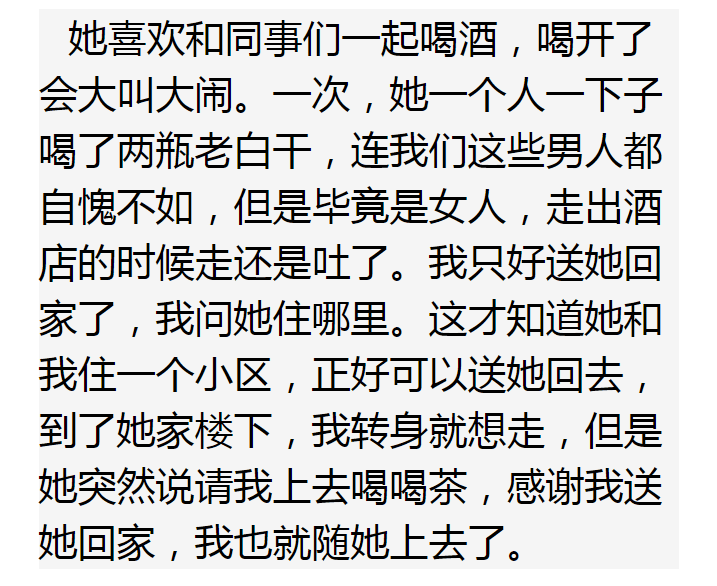 她喜欢和同事们一起喝酒，喝开了
会大叫大闹。一次，她一个人一下子
喝了两瓶老白干，连我们这些男人都
自愧不如，但是毕竟是女人，走出酒
店的时候走还是吐了。我只好送她回
家了，我问她住哪里。这才知道她和
我住一个小区，正好可以送她回去，
到了她家楼下，我转身就想走，但是
她突然说请我上去喝喝茶，感谢我送
她回家，我也就随她上去了。